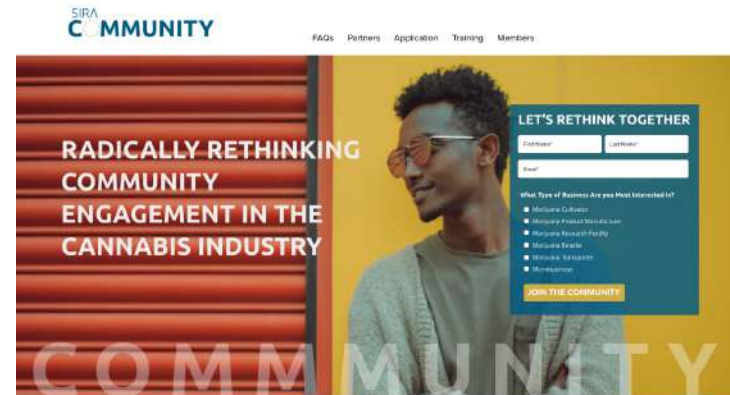 SIRA
COMMUNITY
FAQs Partners Application Training Members
RADICALLY RETHINKING
COMMUNITY
ENGAGEMENT IN THE
CANNABIS INDUSTRY
LET'S RETHINK TOGETHER
First Name* Last Name*
Email*
What Type of Business Are you Most Interested In?
Marijuana Cultivator
Marijuana Product Manufacturer
Marijuana Research Facility
Marijuana Retailer
Marijuana Transporter
Microbusiness
JOIN THE COMMUNITY
COMMMUNITY